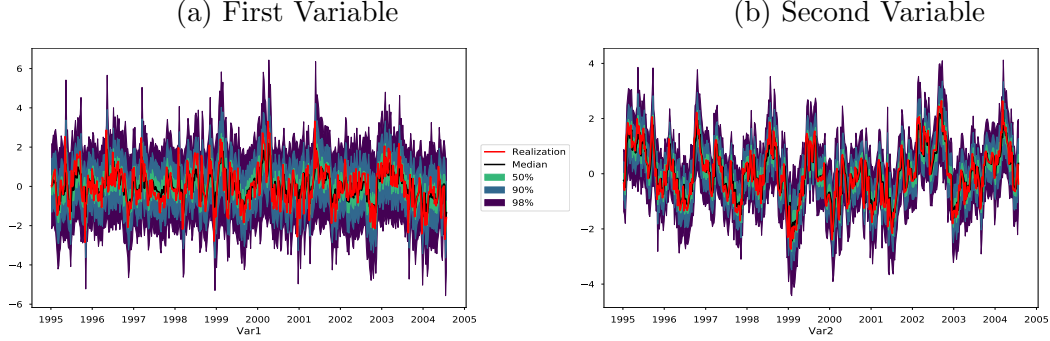 (a) First Variable
(b) Second Variable
6
4
2
0
−2
−4
−6
1995 1996 1997 1998 1999 2000 2001 2002 2003 2004 2005
Var1
Realization
Median
50%
90%
98%
4
2
0
−2
−4
1995 1996 1997 1998 1999 2000 2001 2002 2003 2004 2005
Var2